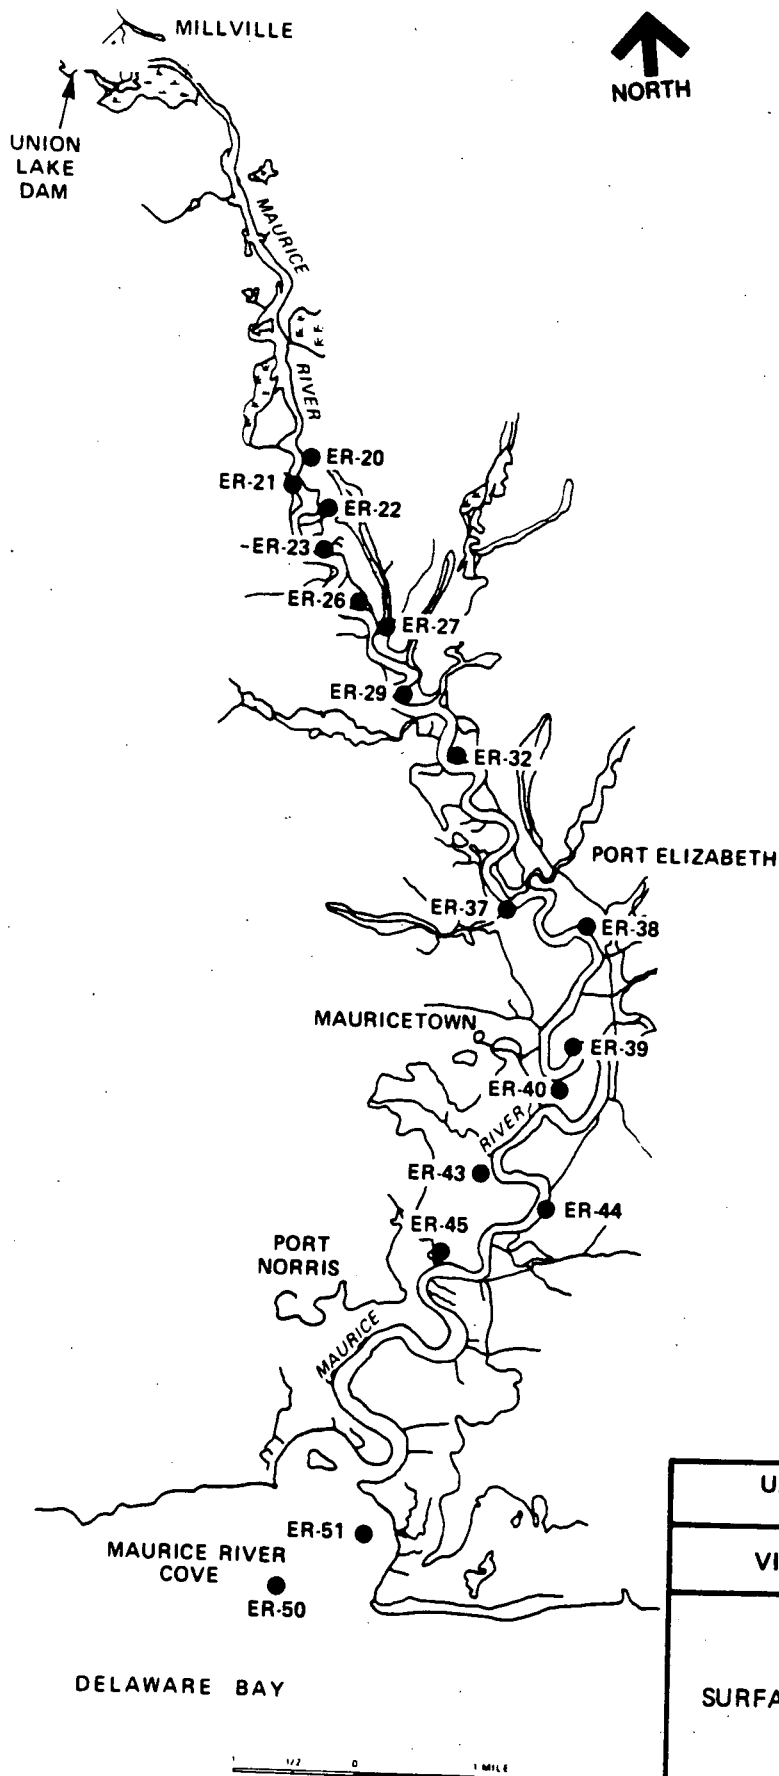 MILLVILLE
NORTH
UNION
LAKE
DAM
MAURICE
RIVER
ER-20
ER-21
ER-22
-ER-23
ER-26
ER-27
ER-29
ER-32
PORT ELIZABETH
ER-37
ER-38
MAURICETOWN
ER-39
ER-40
RIVER
ER-43
ER-44
ER-45
PORT
NORRIS
MAURICE
ER-51
MAURICE RIVER
COVE
ER-50
DELAWARE BAY
U
VI
SURFA
1 1/2 0 1 MILE